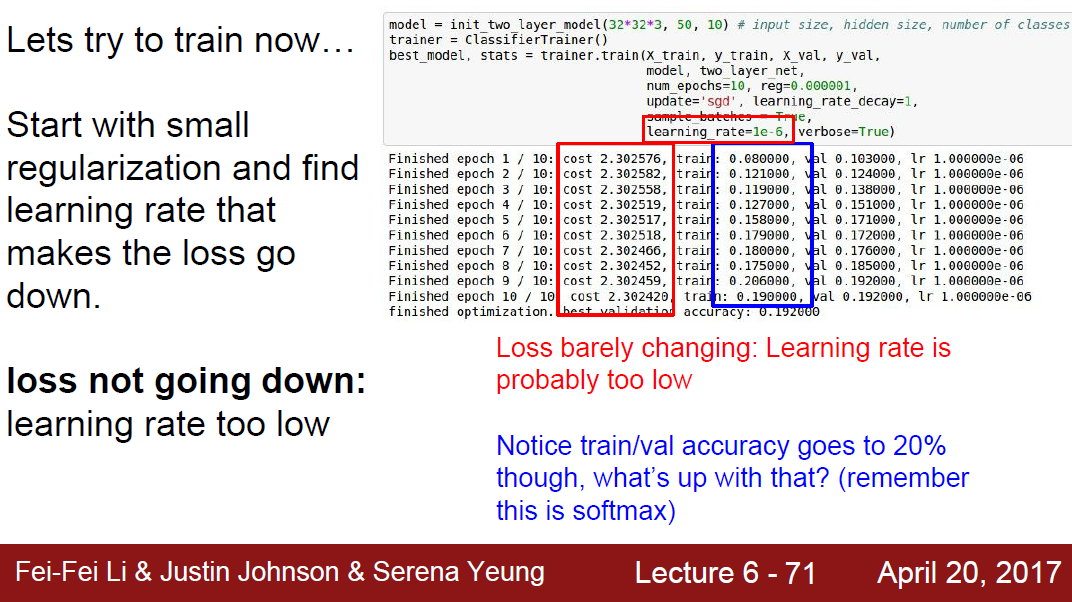 Lets try to train now…
Start with small
regularization and find
learning rate that
makes the loss go
down.
loss not going down:
learning rate too low
model = init_two_layer_model(32*32*3, 50, 10) # input size, hidden size, number of classes
trainer = ClassifierTrainer()
best_model, stats = trainer.train(X_train, y_train, X_val, y_val,
model, two_layer_net,
num_epochs=10, reg=0.000001,
update='sgd', learning_rate_decay=1,
sample_batches = True,
learning_rate=1e-6, verbose=True)
Finished epoch 1 / 10: cost 2.302576, train: 0.080000, val 0.103000, lr 1.000000e-06
Finished epoch 2 / 10: cost 2.302582, train: 0.121000, val 0.124000, lr 1.000000e-06
Finished epoch 3 / 10: cost 2.302558, train: 0.119000, val 0.138000, lr 1.000000e-06
Finished epoch 4 / 10: cost 2.302519, train: 0.127000, val 0.151000, lr 1.000000e-06
Finished epoch 5 / 10: cost 2.302517, train: 0.158000, val 0.171000, lr 1.000000e-06
Finished epoch 6 / 10: cost 2.302518, train: 0.179000, val 0.172000, lr 1.000000e-06
Finished epoch 7 / 10: cost 2.302466, train: 0.180000, val 0.176000, lr 1.000000e-06
Finished epoch 8 / 10: cost 2.302452, train: 0.175000, val 0.185000, lr 1.000000e-06
Finished epoch 9 / 10: cost 2.302459, train: 0.206000, val 0.192000, lr 1.000000e-06
Finished epoch 10 / 10: cost 2.302420, train: 0.190000, val 0.192000, lr 1.000000e-06
Finished optimization. best validation accuracy: 0.192000
Loss barely changing: Learning rate is
probably too low
Notice train/val accuracy goes to 20%
though, what's up with that? (remember
this is softmax)
Fei-Fei Li & Justin Johnson & Serena Yeung
Lecture 6 - 71
April 20, 2017